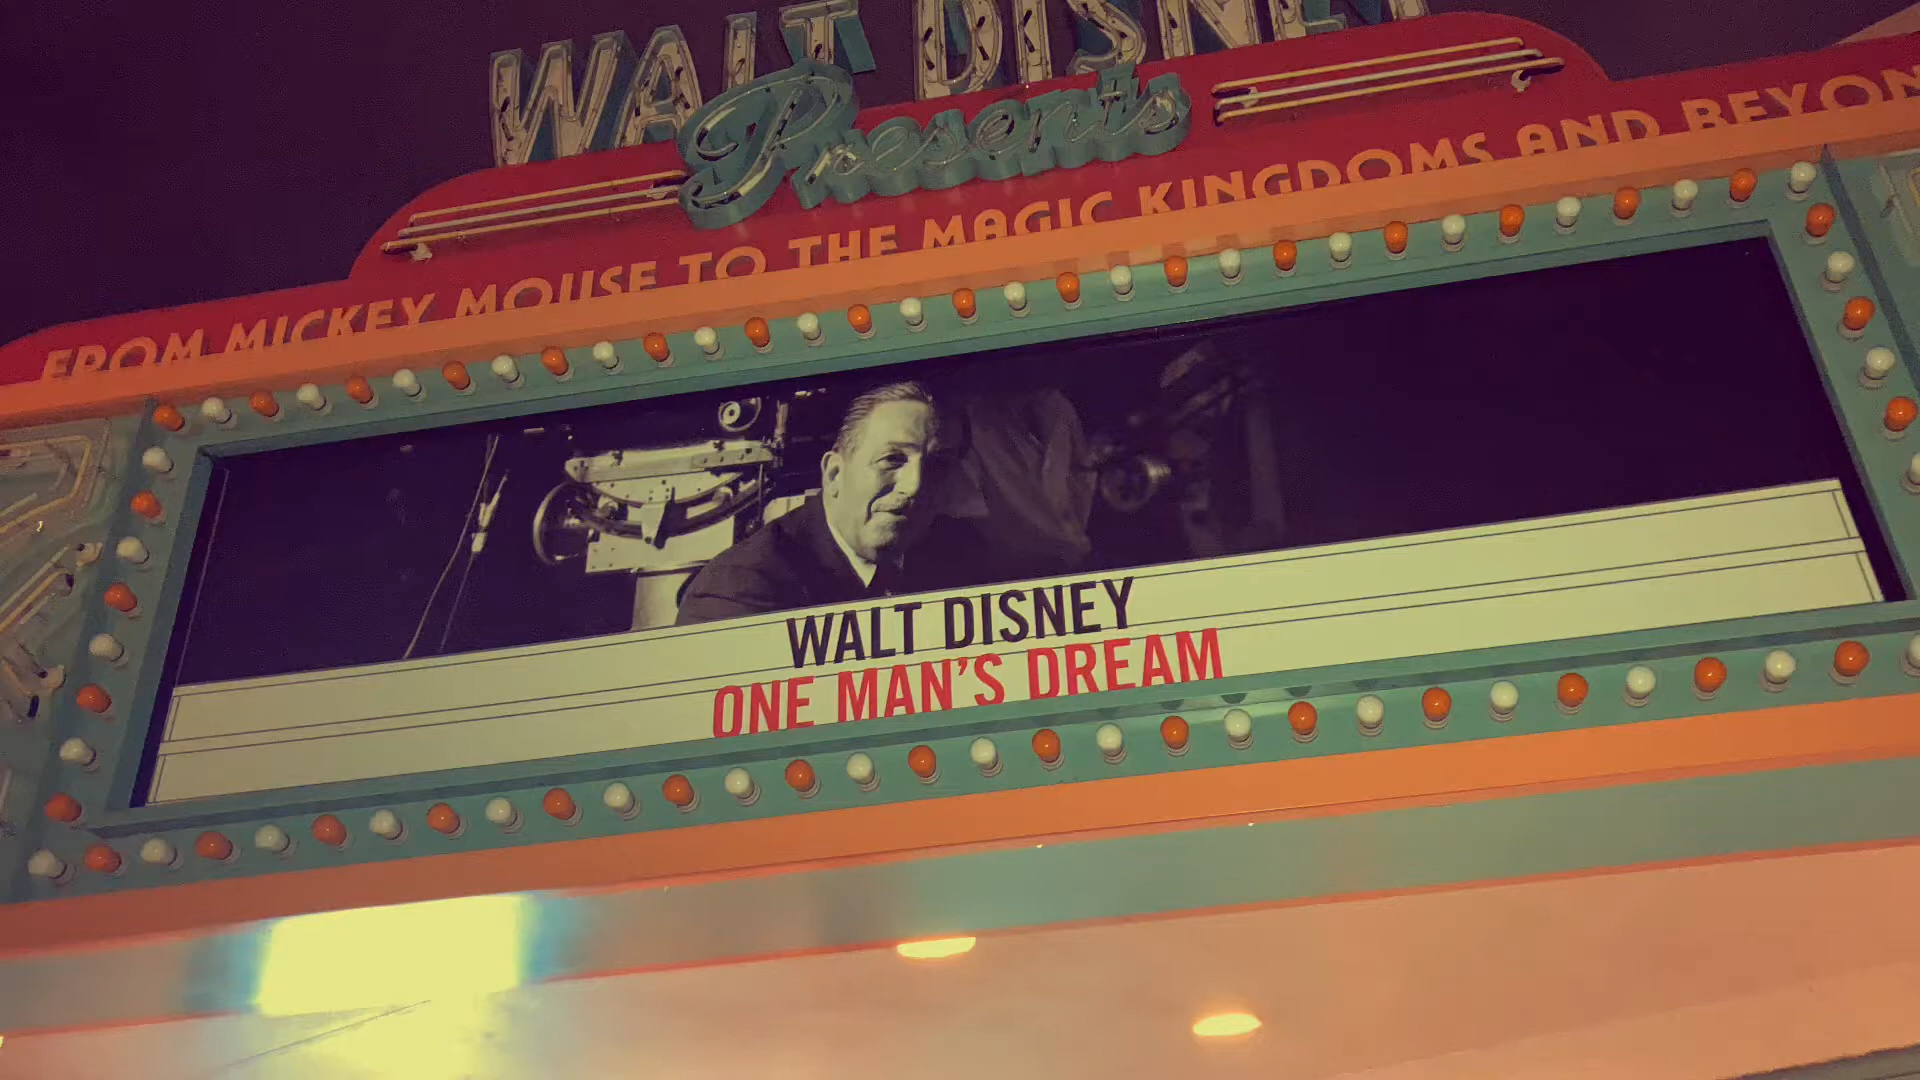 WALT DISNEY
Presents
FROM MICKEY MOUSE TO THE MAGIC KINGDOMS AND BEYON
WALT DISNEY
ONE MAN'S DREAM